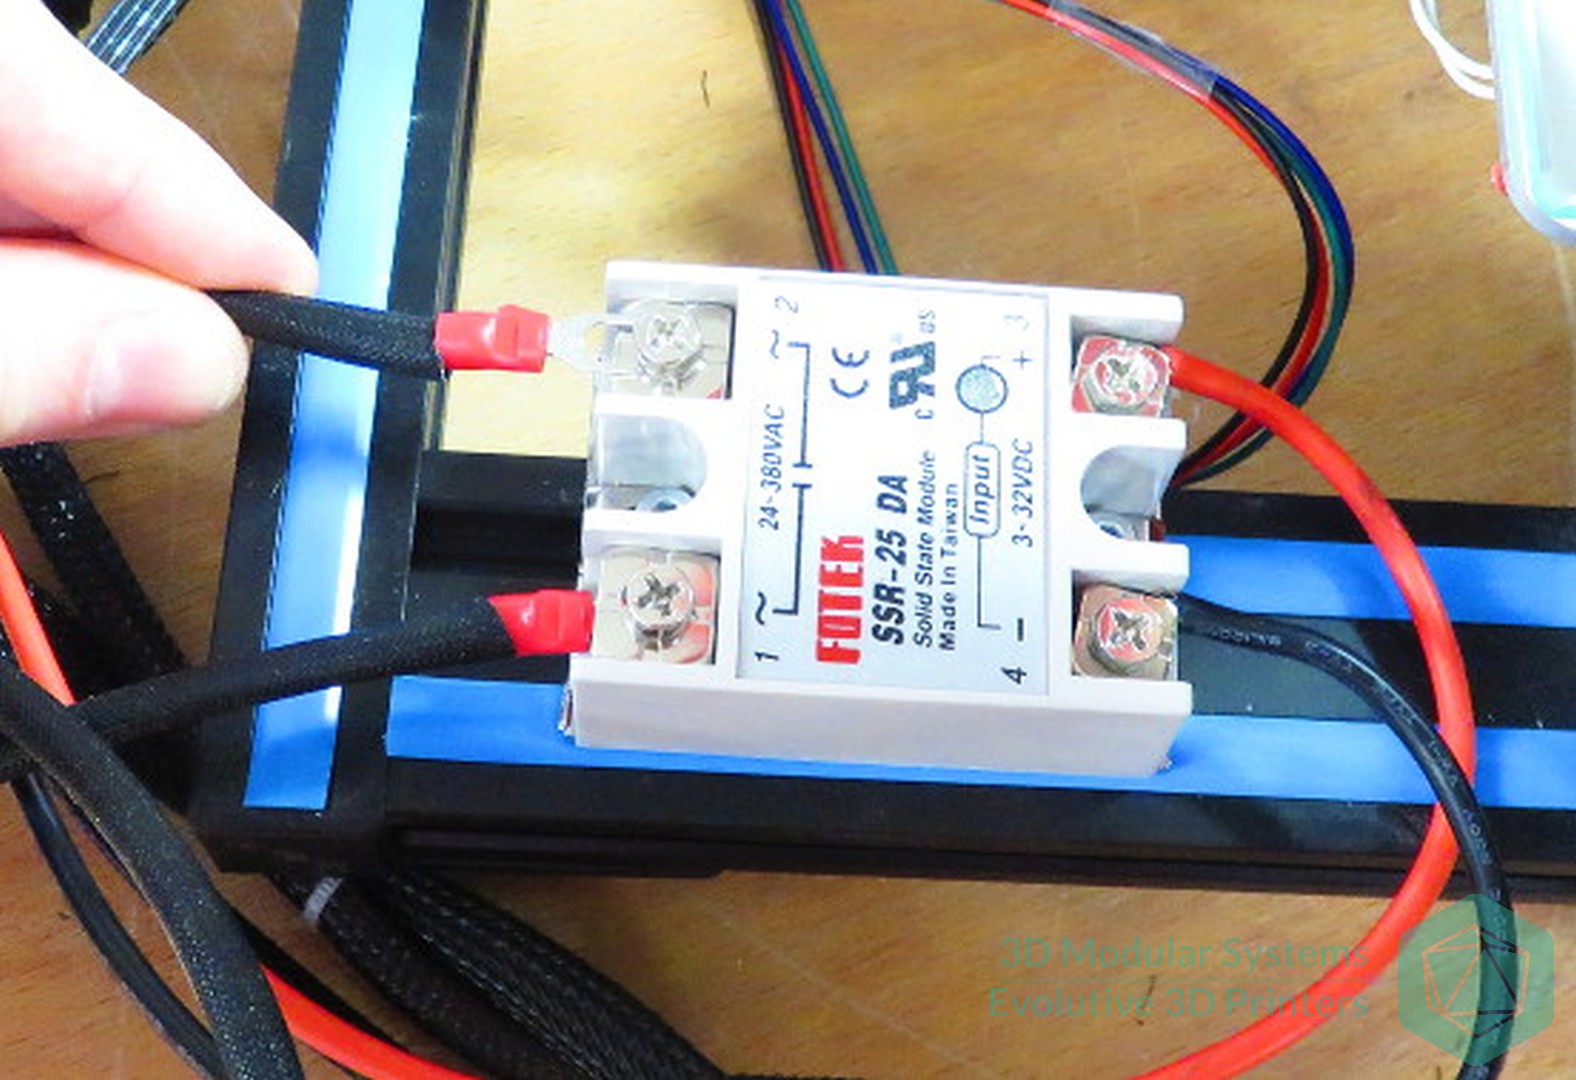 2
~
24-380VAC
~
1
FOTEK
SSR-25 DA
Solid State Module
Made In Taiwan
CE
C RU US
3
+
Input
3-32VDC
−
4
3D Modular Systems
Evolutive 3D Printers